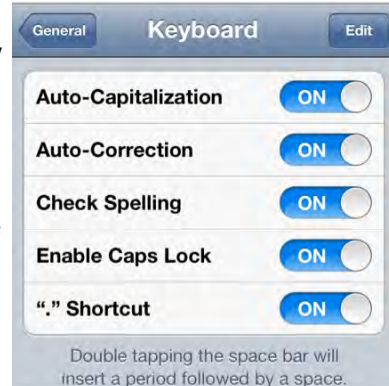 General Keyboard Edit
Auto-Capitalization ON
Auto-Correction ON
Check Spelling ON
Enable Caps Lock ON
“.” Shortcut ON
Double tapping the space bar will
insert a period followed by a space.